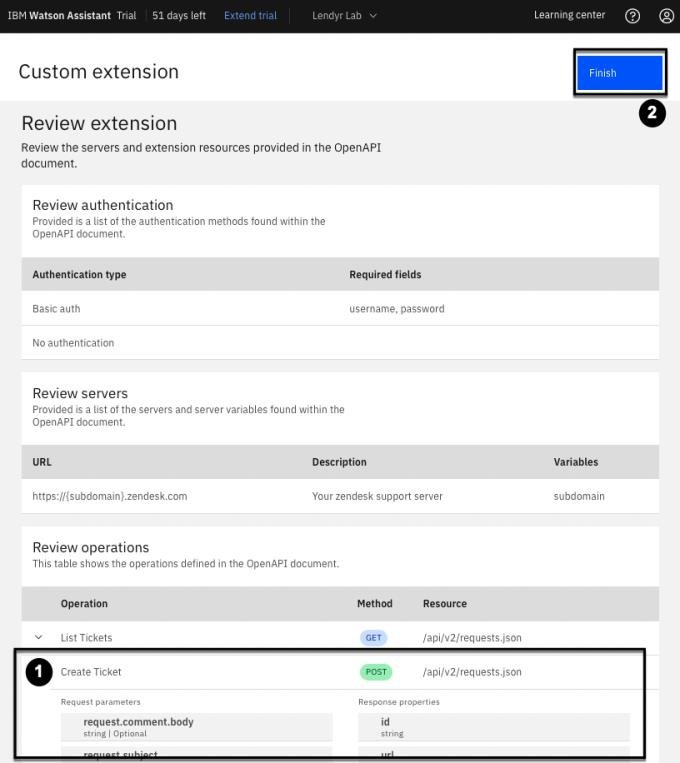 IBM Watson Assistant Trial 51 days left Extend trial Lendyr Lab Learning center
Custom extension
Finish
2
Review extension
Review the servers and extension resources provided in the OpenAPI
document.
Review authentication
Provided is a list of the authentication methods found within the
OpenAPI document.
Authentication type Required fields
Basic auth username, password
No authentication
Review servers
Provided is a list of the servers and server variables found within the
OpenAPI document.
URL Description Variables
https://{subdomain}.zendesk.com Your zendesk support server subdomain
Review operations
This table shows the operations defined in the OpenAPI document.
Operation Method Resource
List Tickets GET /api/v2/requests.json
1 Create Ticket POST /api/v2/requests.json
Request parameters Response properties
request.comment.body id
string | Optional string
request.subject url